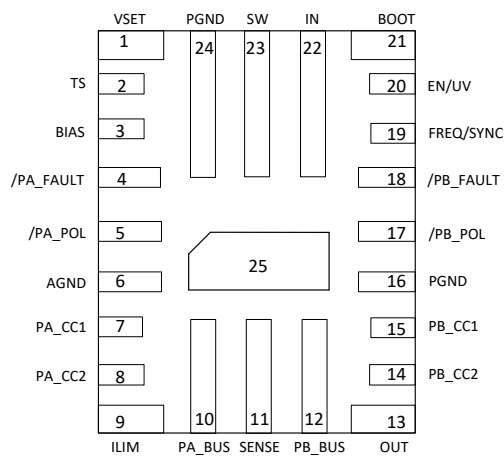 VSET PGND SW IN BOOT
1 24 23 22 21
TS 2 20 EN/UV
BIAS 3 19 FREQ/SYNC
/PA_FAULT 4 18 /PB_FAULT
/PA_POL 5 17 /PB_POL
25
AGND 6 16 PGND
PA_CC1 7 15 PB_CC1
PA_CC2 8 14 PB_CC2
9 10 11 12 13
ILIM PA_BUS SENSE PB_BUS OUT